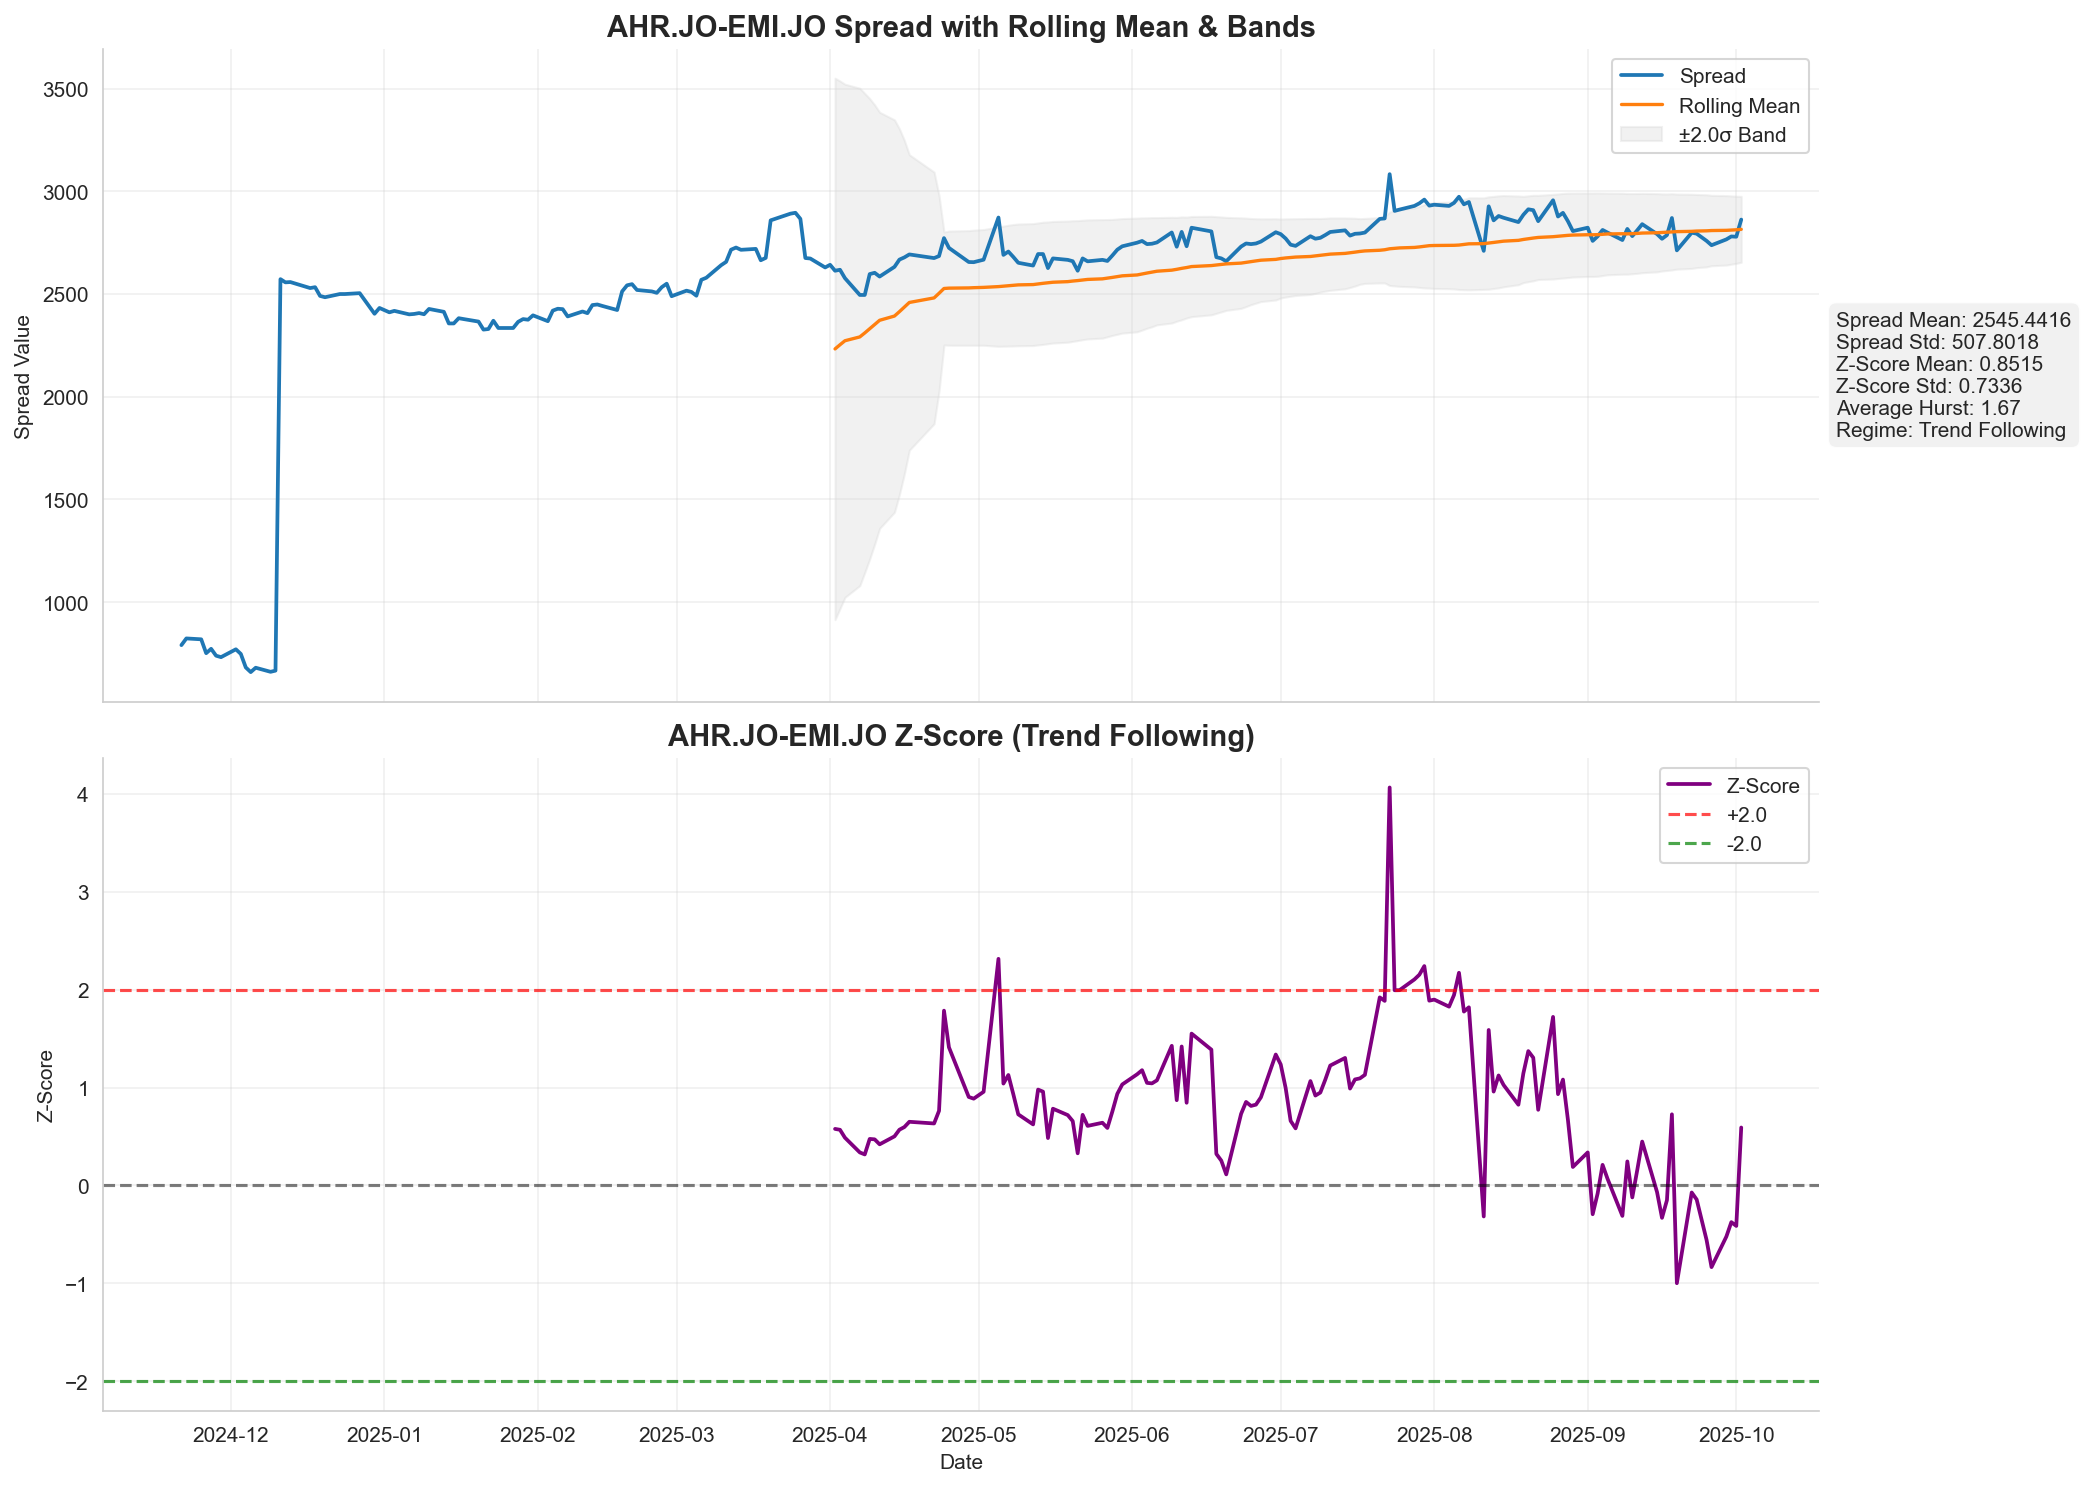 AHR.JO-EMI.JO Spread with Rolling Mean & Bands
Spread
Rolling Mean
±2.0σ Band
Spread Value
3500
3000
2500
2000
1500
1000
Spread Mean: 2545.4416
Spread Std: 507.8018
Z-Score Mean: 0.8515
Z-Score Std: 0.7336
Average Hurst: 1.67
Regime: Trend Following
AHR.JO-EMI.JO Z-Score (Trend Following)
Z-Score
+2.0
-2.0
Z-Score
4
3
2
1
0
−1
−2
2024-12
2025-01
2025-02
2025-03
2025-04
2025-05
2025-06
2025-07
2025-08
2025-09
2025-10
Date